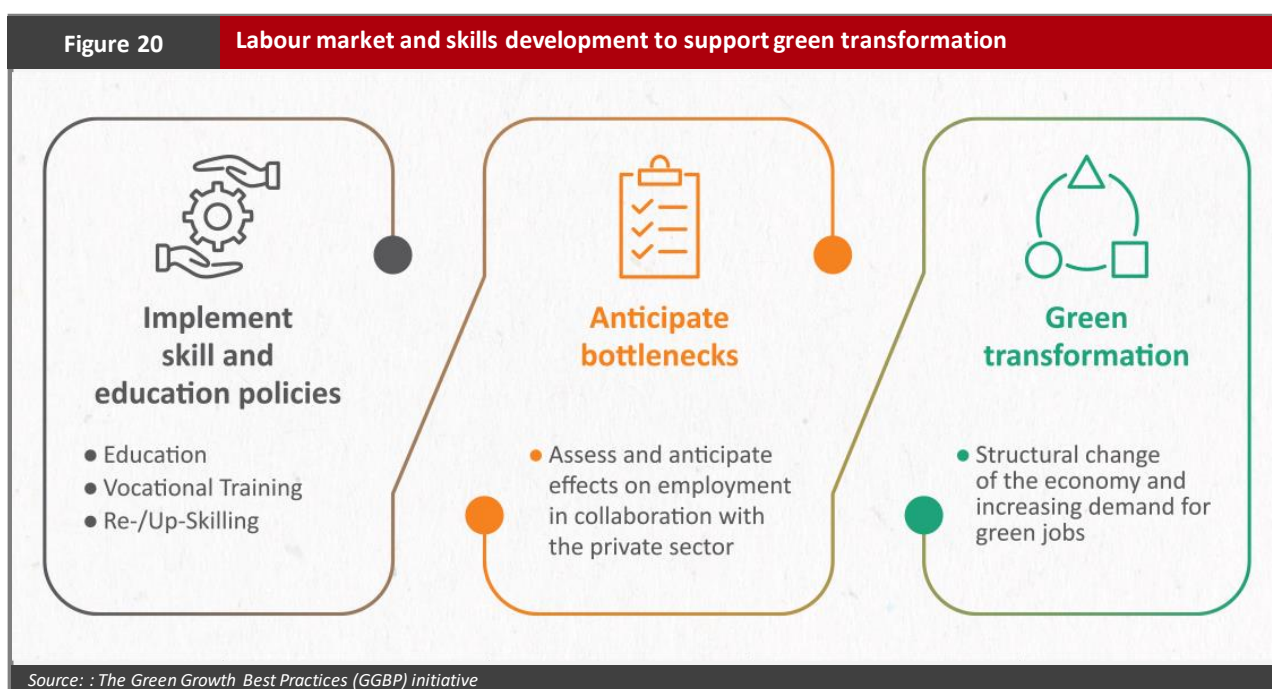 Figure 20
Labour market and skills development to support green transformation
Implement
skill and
education policies
● Education
● Vocational Training
● Re-/Up-Skilling
Anticipate
bottlenecks
● Assess and anticipate
effects on employment
in collaboration with
the private sector
Green
transformation
● Structural change
of the economy and
increasing demand for
green jobs
Source: : The Green Growth Best Practices (GGBP) initiative